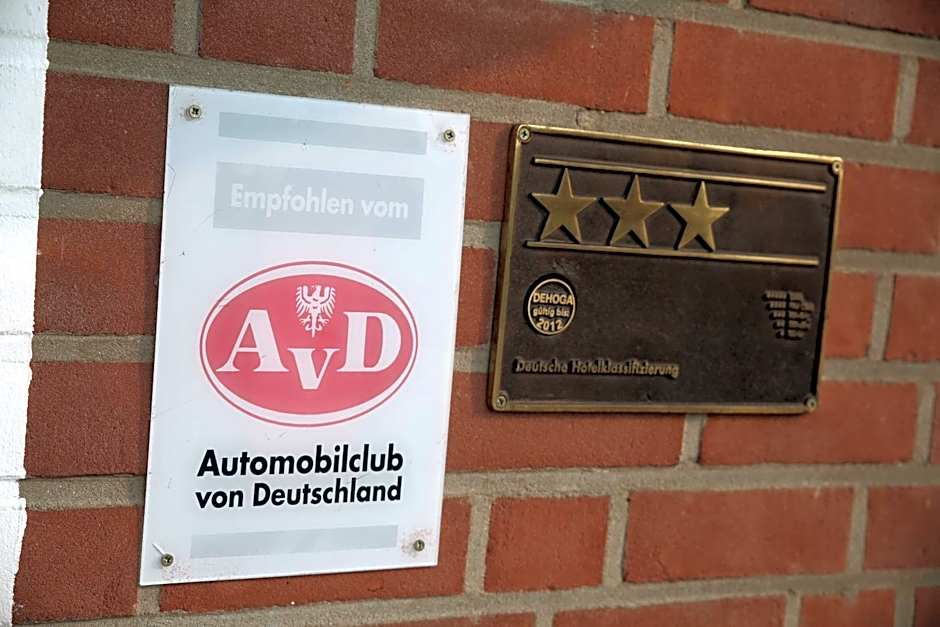 Empfohlen vom
AvD
Automobilclub
von Deutschland
DEHOGA
gültig bis:
2012
Deutsche Hotelklassifizierung